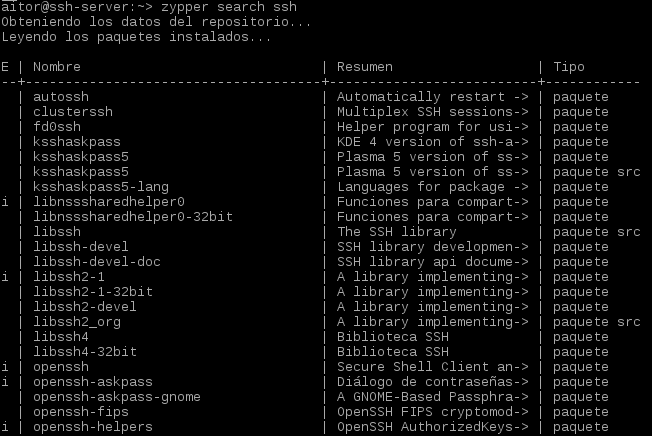 aitor@ssh-server:~> zypper search ssh
Obteniendo los datos del repositorio...
Leyendo los paquetes instalados...

E | Nombre                              | Resumen                 | Tipo
--+-------------------------------------+-------------------------+------------
  | autossh                             | Automatically restart -> | paquete
  | clusterssh                          | Multiplex SSH sessions-> | paquete
  | fd0ssh                              | Helper program for usi-> | paquete
  | ksshaskpass                         | KDE 4 version of ssh-a-> | paquete
  | ksshaskpass5                        | Plasma 5 version of ss-> | paquete
  | ksshaskpass5                        | Plasma 5 version of ss-> | paquete src
  | ksshaskpass5-lang                   | Languages for package -> | paquete
i | libnsssharedhelper0                 | Funciones para compart-> | paquete
  | libnsssharedhelper0-32bit           | Funciones para compart-> | paquete
  | libssh                              | The SSH library          | paquete src
  | libssh-devel                        | SSH library developmen-> | paquete
  | libssh-devel-doc                    | SSH library api docume-> | paquete
i | libssh2-1                           | A library implementing-> | paquete
  | libssh2-1-32bit                     | A library implementing-> | paquete
  | libssh2-devel                       | A library implementing-> | paquete
  | libssh2_org                         | A library implementing-> | paquete src
  | libssh4                             | Biblioteca SSH           | paquete
  | libssh4-32bit                       | Biblioteca SSH           | paquete
i | openssh                             | Secure Shell Client an-> | paquete
i | openssh-askpass                     | Diálogo de contraseñas-> | paquete
  | openssh-askpass-gnome               | A GNOME-Based Passphra-> | paquete
  | openssh-fips                        | OpenSSH FIPS cryptomod-> | paquete
i | openssh-helpers                     | OpenSSH AuthorizedKeys-> | paquete